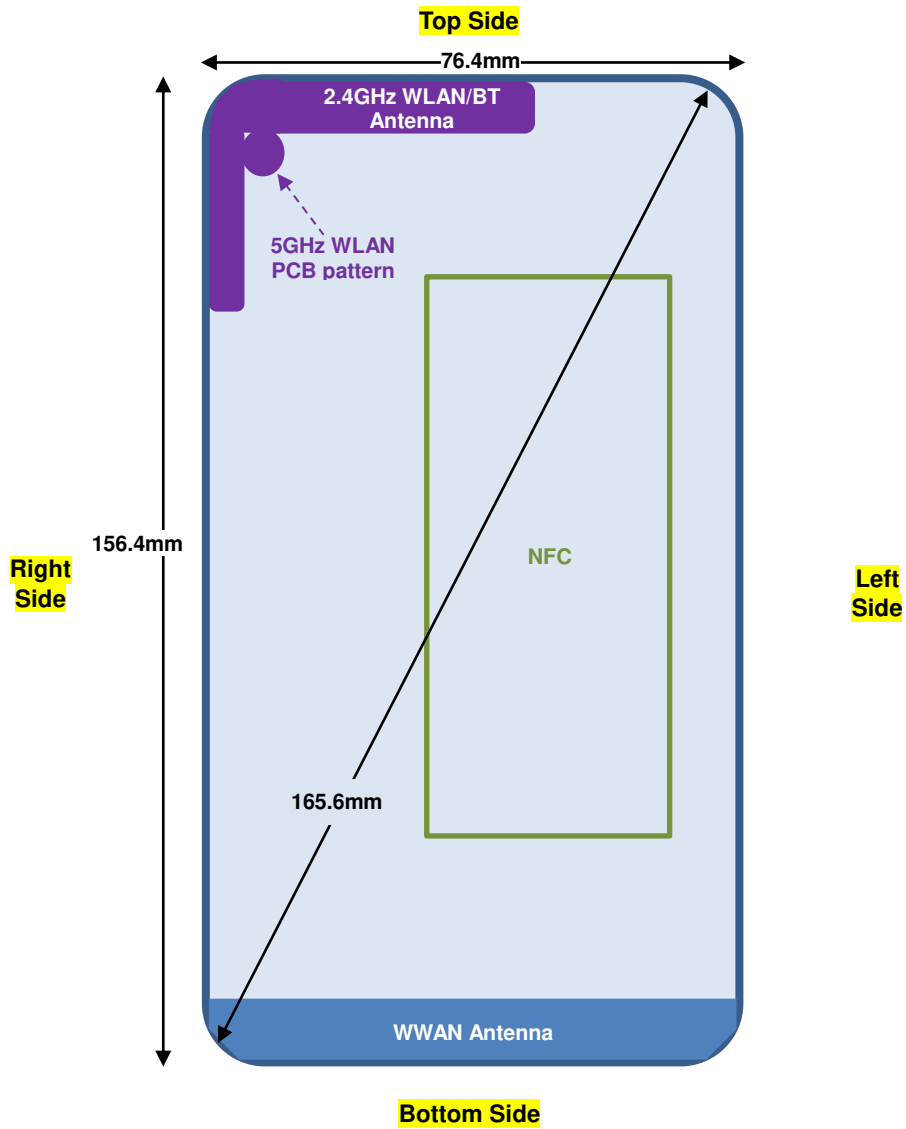 Top Side
76.4mm
2.4GHz WLAN/BT
Antenna
5GHz WLAN
PCB pattern
156.4mm
Right
Side
NFC
Left
Side
165.6mm
WWAN Antenna
Bottom Side